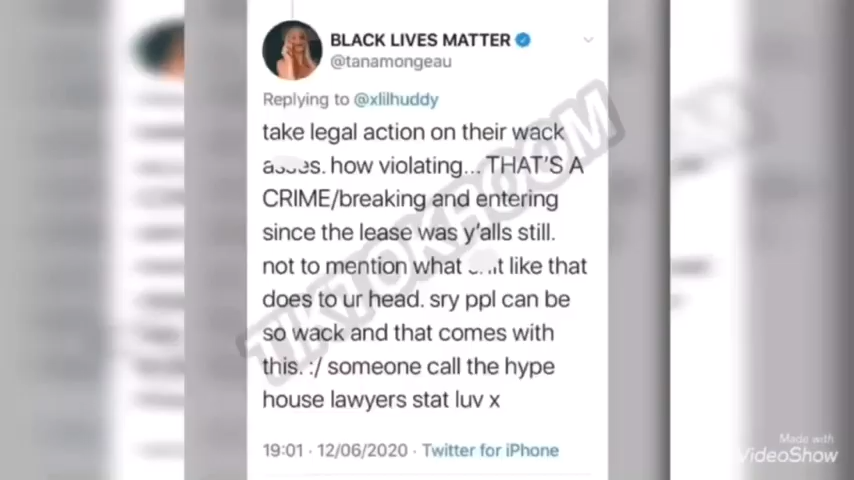 BLACK LIVES MATTER
@tanamongeau
Replying to @xlilhuddy
take legal action on their wack
asses. how violating... THAT'S A
CRIME/breaking and entering
since the lease was y'alls still.
not to mention what like that
does to ur head. sry ppl can be
so wack and that comes with
this. :/ someone call the hype
house lawyers stat luv x
19:01 · 12/06/2020 · Twitter for iPhone
TIKTOKROOM
Made with
VideoShow